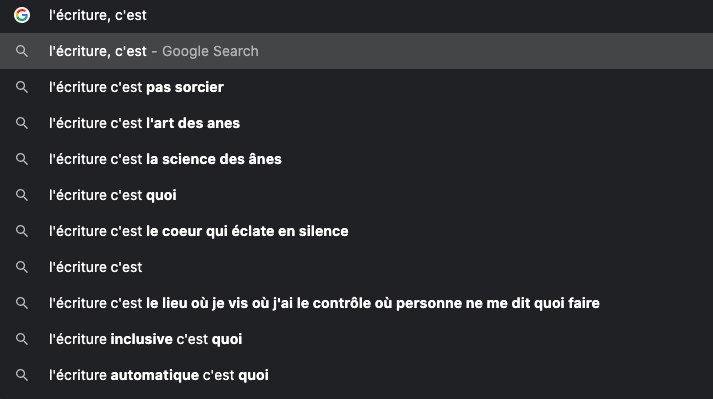 l'écriture, c'est
l'écriture, c'est - Google Search
l'écriture c'est pas sorcier
l'écriture c'est l'art des anes
l'écriture c'est la science des ânes
l'écriture c'est quoi
l'écriture c'est le coeur qui éclate en silence
l'écriture c'est
l'écriture c'est le lieu où je vis où j'ai le contrôle où personne ne me dit quoi faire
l'écriture inclusive c'est quoi
l'écriture automatique c'est quoi